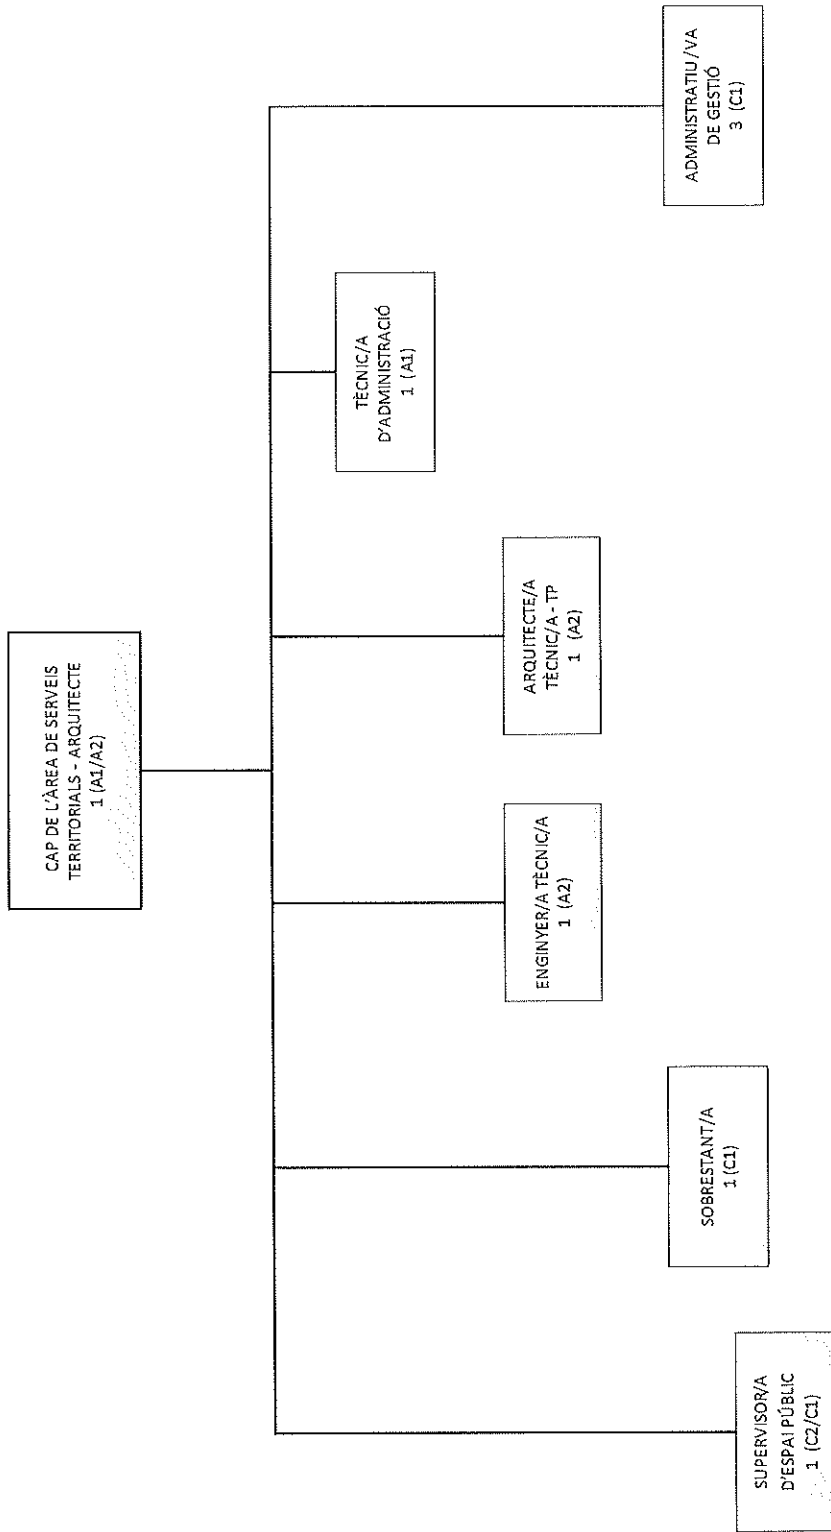 CAP DE L'ÀREA DE SERVEIS
TERRITORIALS - ARQUITECTE
1 (A1/A2)
SUPERVISOR/A
D'ESPAI PÚBLIC
1 (C2/C1)
SOBRESTANT/A
1 (C1)
ENGINYER/A TÈCNIC/A
1 (A2)
ARQUITECTE/A
TÈCNIC/A - TP
1 (A2)
TÈCNIC/A
D'ADMINISTRACIÓ
1 (A1)
ADMINISTRATIU/VA
DE GESTIÓ
3 (C1)